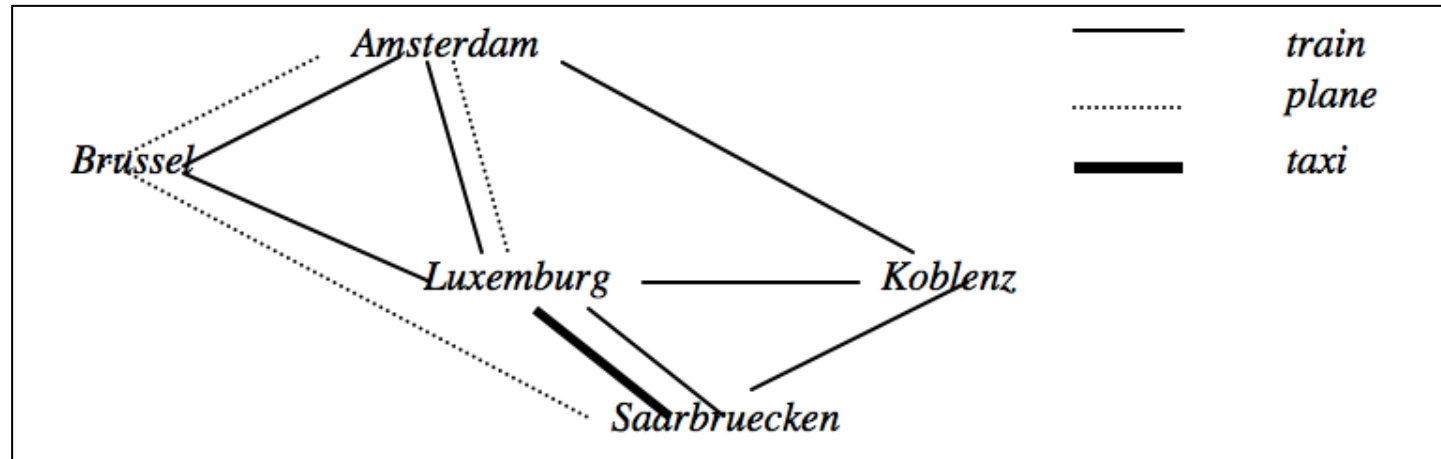 Amsterdam
train
plane
Brussel
taxi
Luxemburg
Koblenz
Saarbruecken